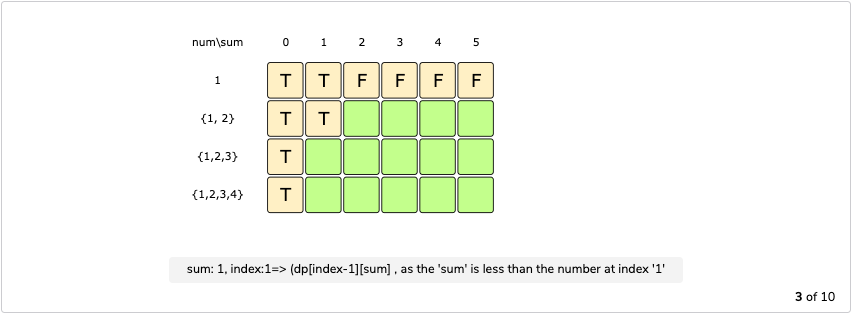 num\sum 0 1 2 3 4 5
1 T T F F F F
{1, 2} T T
{1,2,3} T
{1,2,3,4} T
sum: 1, index:1=> (dp[index-1][sum] , as the 'sum' is less than the number at index '1'
3 of 10